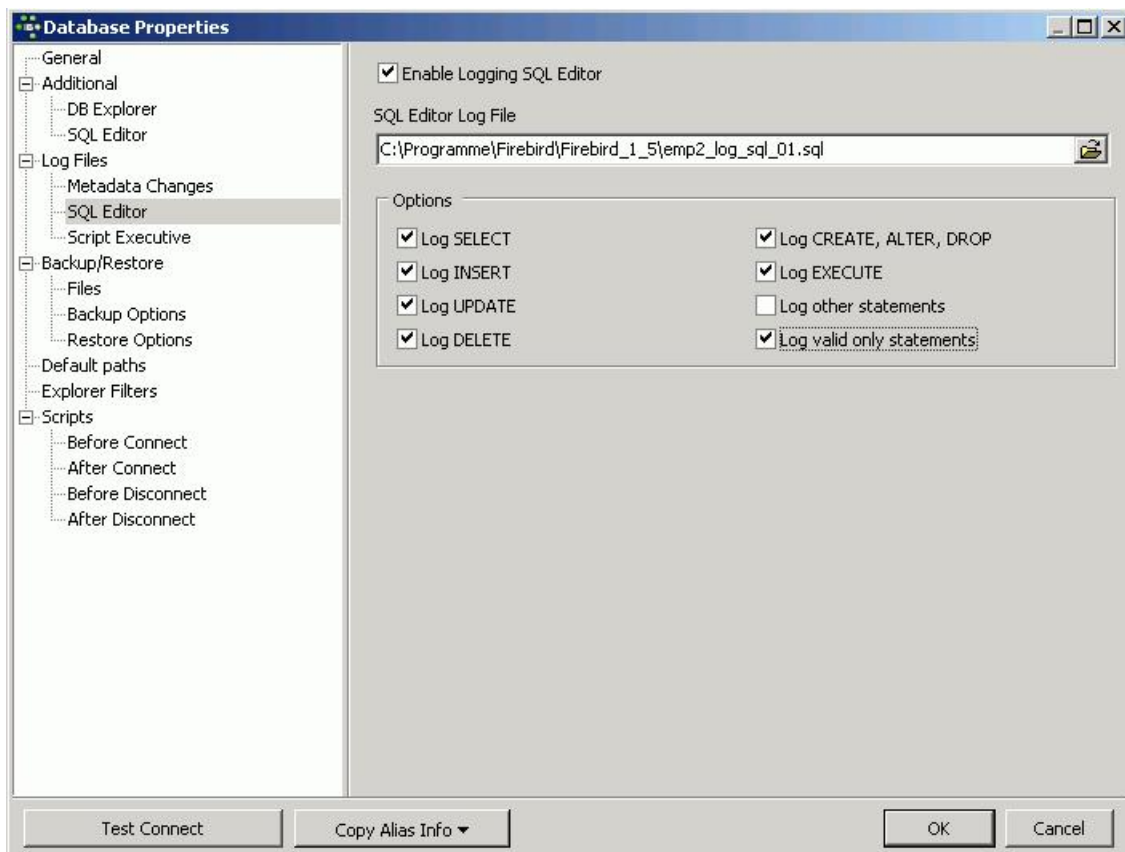 Database Properties
General
Additional
DB Explorer
SQL Editor
Log Files
Metadata Changes
SQL Editor
Script Executive
Backup/Restore
Files
Backup Options
Restore Options
Default paths
Explorer Filters
Scripts
Before Connect
After Connect
Before Disconnect
After Disconnect
Enable Logging SQL Editor
SQL Editor Log File
C:\Programme\Firebird\Firebird_1_5\emp2_log_sql_01.sql
Options
Log SELECT
Log INSERT
Log UPDATE
Log DELETE
Log CREATE, ALTER, DROP
Log EXECUTE
Log other statements
Log valid only statements
Test Connect
Copy Alias Info
OK
Cancel